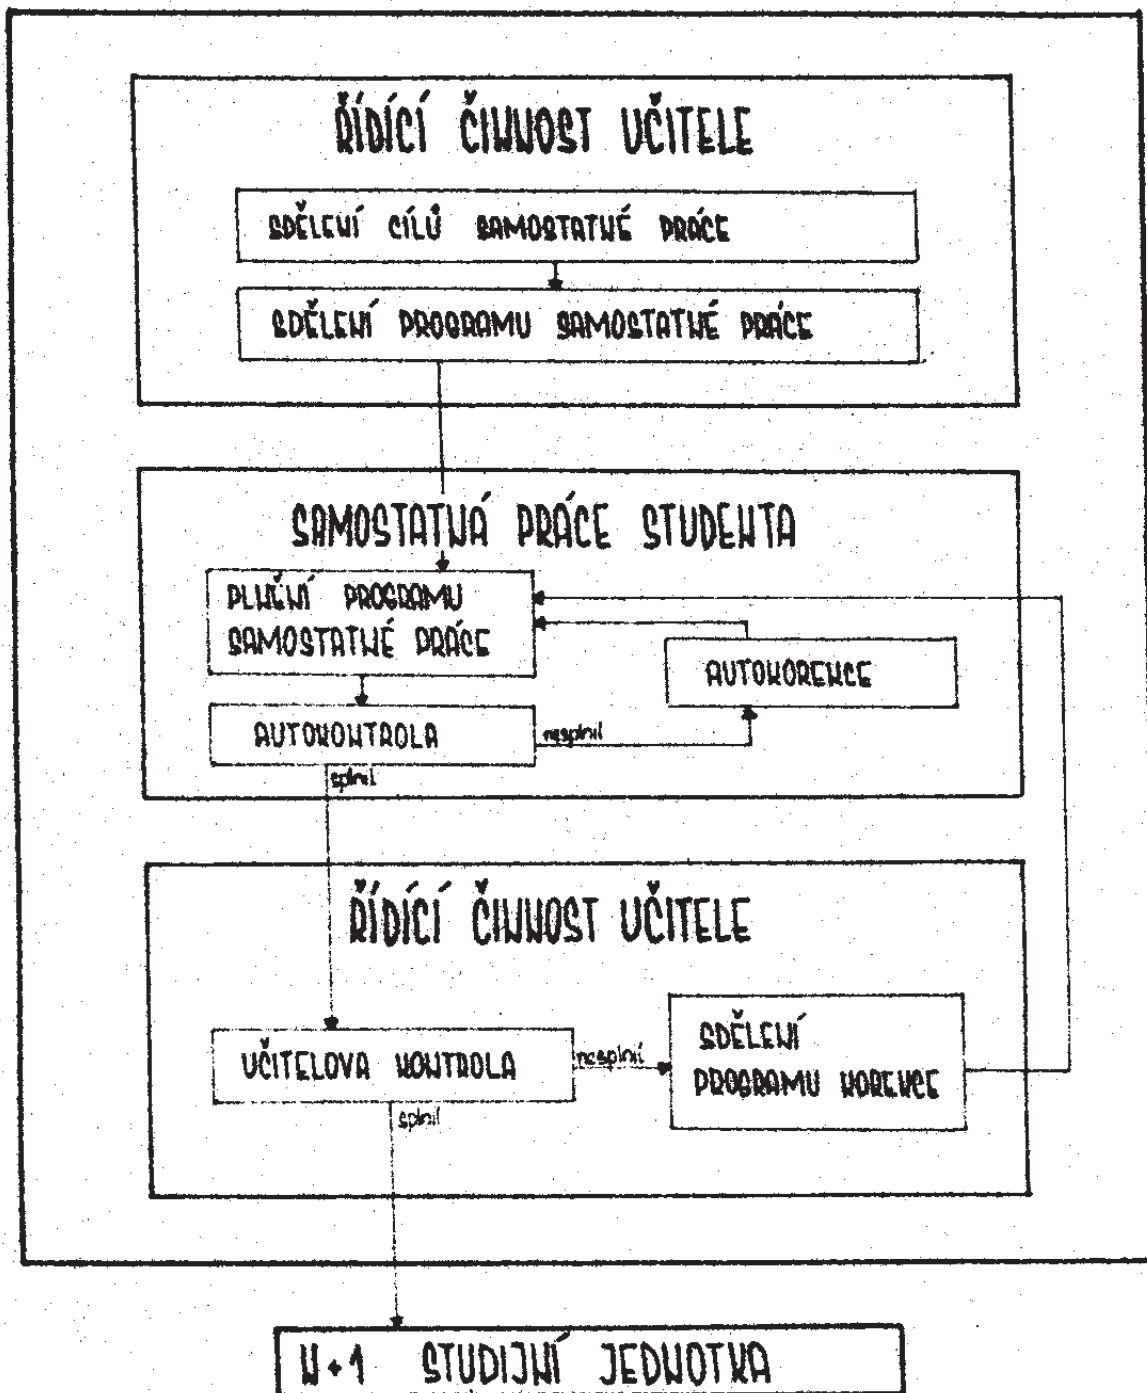 ŘÍDÍCÍ ČINNOST UČITELE
SDĚLENÍ CÍLŮ SAMOSTATNÉ PRÁCE
SDĚLENÍ PROGRAMU SAMOSTATNÉ PRÁCE
SAMOSTATNÁ PRÁCE STUDENTA
PLNĚNÍ PROGRAMU
SAMOSTATNÉ PRÁCE
AUTOKOREKCE
AUTOKONTROLA
nesplnil
splnil
ŘÍDÍCÍ ČINNOST UČITELE
SDĚLENÍ
PROGRAMU KOREKCE
UČITELOVA KONTROLA
nesplnil
splnil
N+1 STUDIJNÍ JEDNOTKA